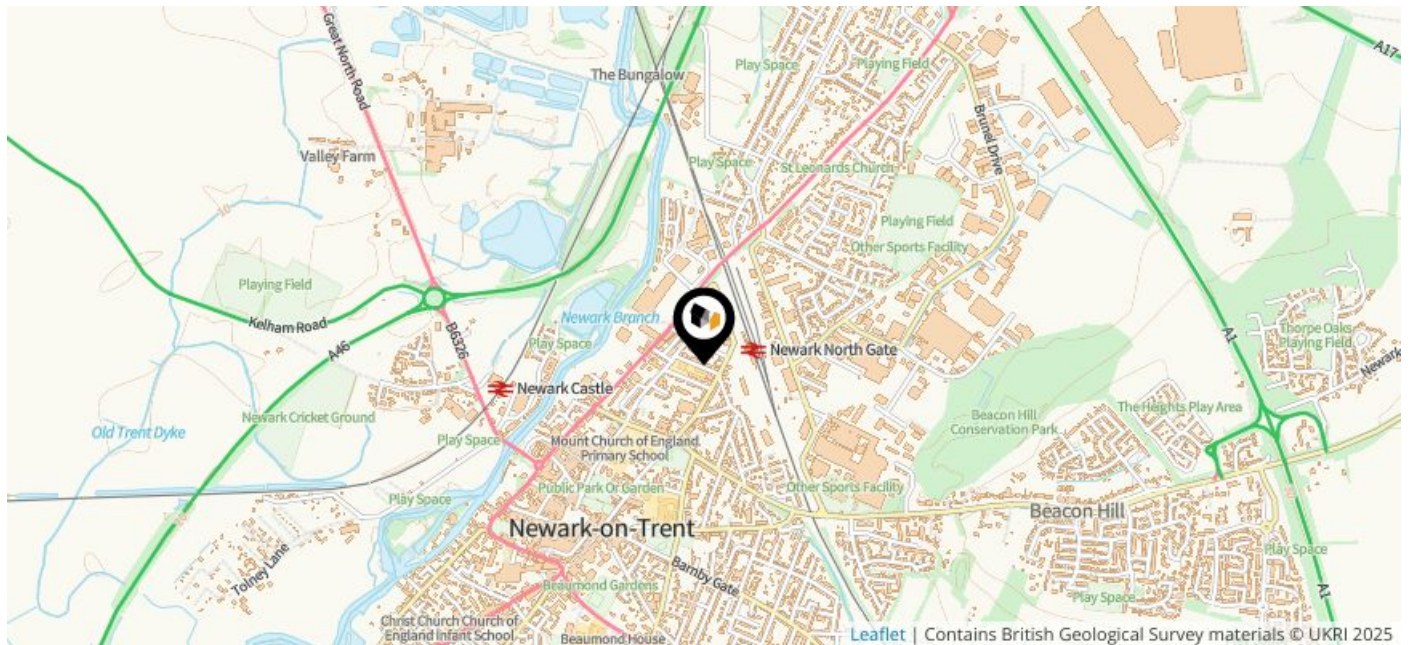 Great North Road
The Bungalow
Play Space
Playing Field
A17
Valley Farm
Brunel Drive
Play Space
St Leonards Church
Playing Field
Other Sports Facility
Playing Field
Kelham Road
B6326
A46
Newark Branch
Play Space
Newark North Gate
Newark Castle
A1
Thorpe Oaks
Playing Field
Newark
Newark Cricket Ground
Old Trent Dyke
Play Space
Mount Church of England
Primary School
Beacon Hill
Conservation Park
The Heights Play Area
Play Space
Public Park Or Garden
Other Sports Facility
Beacon Hill
Newark-on-Trent
Tolney Lane
Barnby Gate
Play Space
Beaumond Gardens
Play Space
A1
Christ Church Church of
England Infant School
Beaumond House
Leaflet | Contains British Geological Survey materials © UKRI 2025